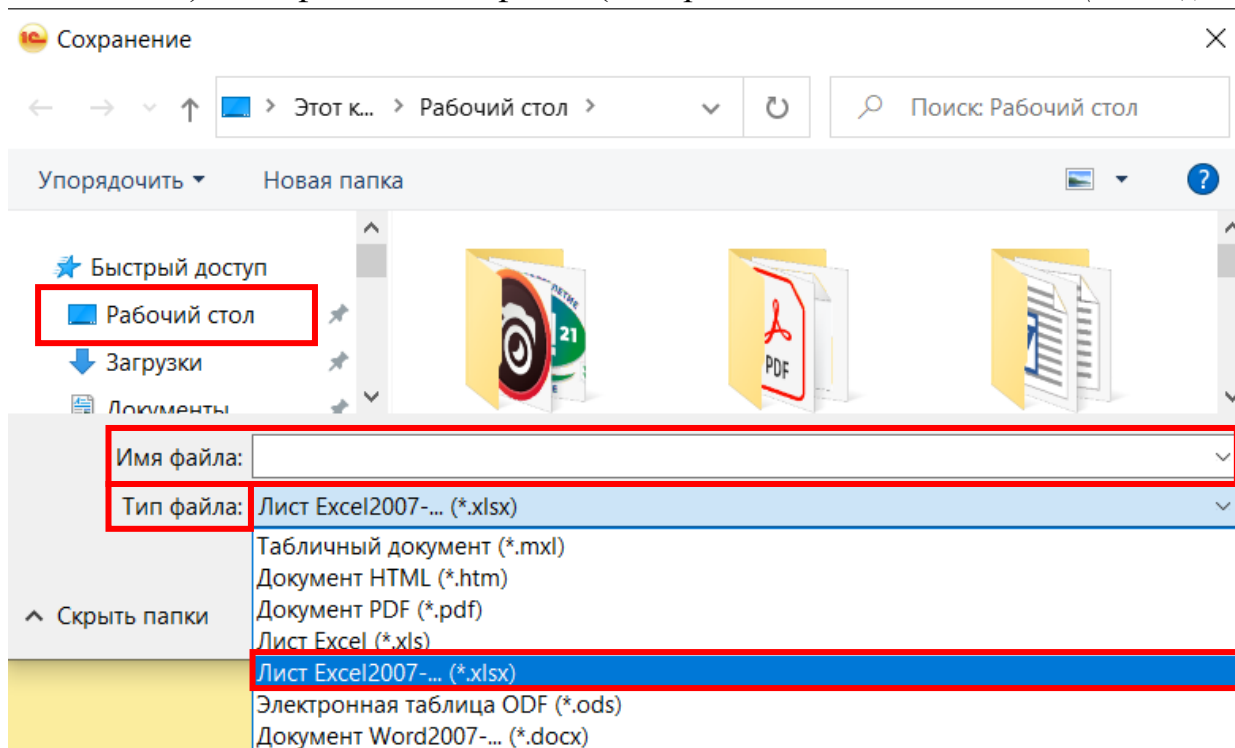 Сохранение
Этот к... > Рабочий стол >
Поиск: Рабочий стол
Упорядочить
Новая папка
Быстрый доступ
Рабочий стол
Загрузки
Документы
21
PDF
Имя файла:
Тип файла: Лист Excel2007-... (*.xlsx)
Табличный документ (*.mxl)
Документ HTML (*.htm)
Документ PDF (*.pdf)
Скрыть папки
Лист Excel (*.xls)
Лист Excel2007-... (*.xlsx)
Электронная таблица ODF (*.ods)
Документ Word2007-... (*.docx)